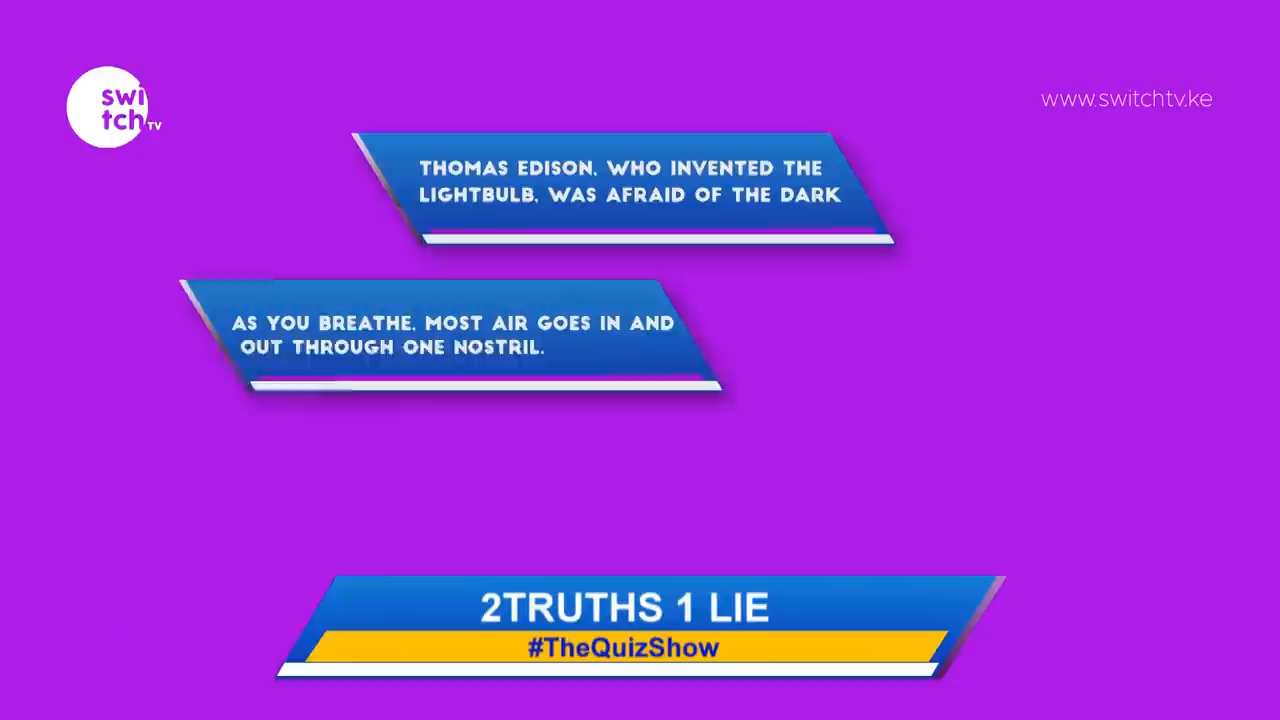 swi
tch TV
www.switchtv.ke
THOMAS EDISON, WHO INVENTED THE
LIGHTBULB, WAS AFRAID OF THE DARK
AS YOU BREATHE, MOST AIR GOES IN AND
OUT THROUGH ONE NOSTRIL.
2TRUTHS 1 LIE
#TheQuizShow